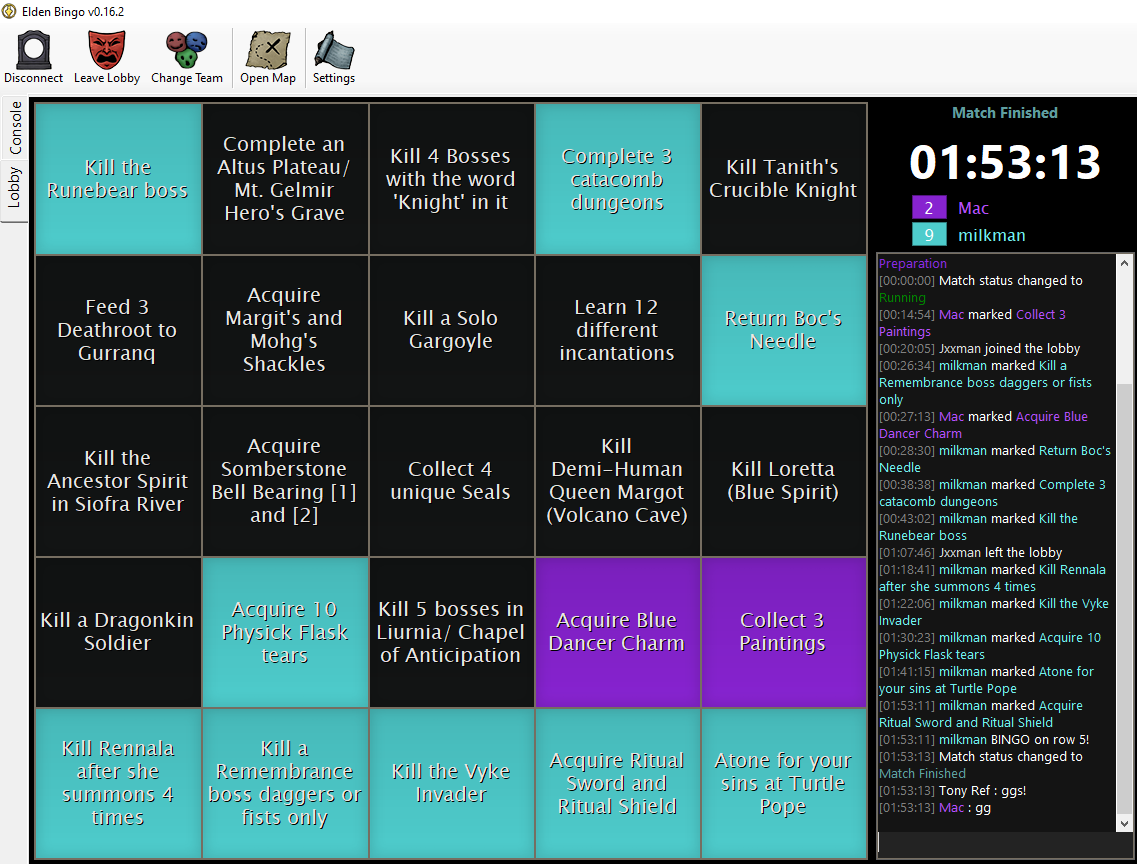 Elden Bingo v0.16.2
Disconnect
Leave Lobby
Change Team
Open Map
Settings
Console
Lobby
Kill the
Runebear boss
Complete an
Altus Plateau/
Mt. Gelmir
Hero's Grave
Kill 4 Bosses
with the word
'Knight' in it
Complete 3
catacomb
dungeons
Kill Tanith's
Crucible Knight
Feed 3
Deathroot to
Gurranq
Acquire
Margit's and
Mohg's
Shackles
Kill a Solo
Gargoyle
Learn 12
different
incantations
Return Boc's
Needle
Kill the
Ancestor Spirit
in Siofra River
Acquire
Somberstone
Bell Bearing [1]
and [2]
Collect 4
unique Seals
Kill
Demi-Human
Queen Margot
(Volcano Cave)
Kill Loretta
(Blue Spirit)
Kill a Dragonkin
Soldier
Acquire 10
Physick Flask
tears
Kill 5 bosses in
Liurnia/ Chapel
of Anticipation
Acquire Blue
Dancer Charm
Collect 3
Paintings
Kill Rennala
after she
summons 4
times
Kill a
Remembrance
boss daggers or
fists only
Kill the Vyke
Invader
Acquire Ritual
Sword and
Ritual Shield
Atone for your
sins at Turtle
Pope
Match Finished
01:53:13
2 Mac
9 milkman
Preparation
[00:00:00] Match status changed to
Running
[00:14:54] Mac marked Collect 3
Paintings
[00:20:05] Jxxman joined the lobby
[00:26:34] milkman marked Kill a
Remembrance boss daggers or fists
only
[00:27:13] Mac marked Acquire Blue
Dancer Charm
[00:28:30] milkman marked Return Boc's
Needle
[00:38:38] milkman marked Complete 3
catacomb dungeons
[00:43:02] milkman marked Kill the
Runebear boss
[01:07:46] Jxxman left the lobby
[01:18:41] milkman marked Kill Rennala
after she summons 4 times
[01:22:06] milkman marked Kill the Vyke
Invader
[01:30:23] milkman marked Acquire 10
Physick Flask tears
[01:41:15] milkman marked Atone for
your sins at Turtle Pope
[01:53:11] milkman marked Acquire
Ritual Sword and Ritual Shield
[01:53:11] milkman BINGO on row 5!
[01:53:13] Match status changed to
Match Finished
[01:53:13] Tony Ref : ggs!
[01:53:13] Mac : gg